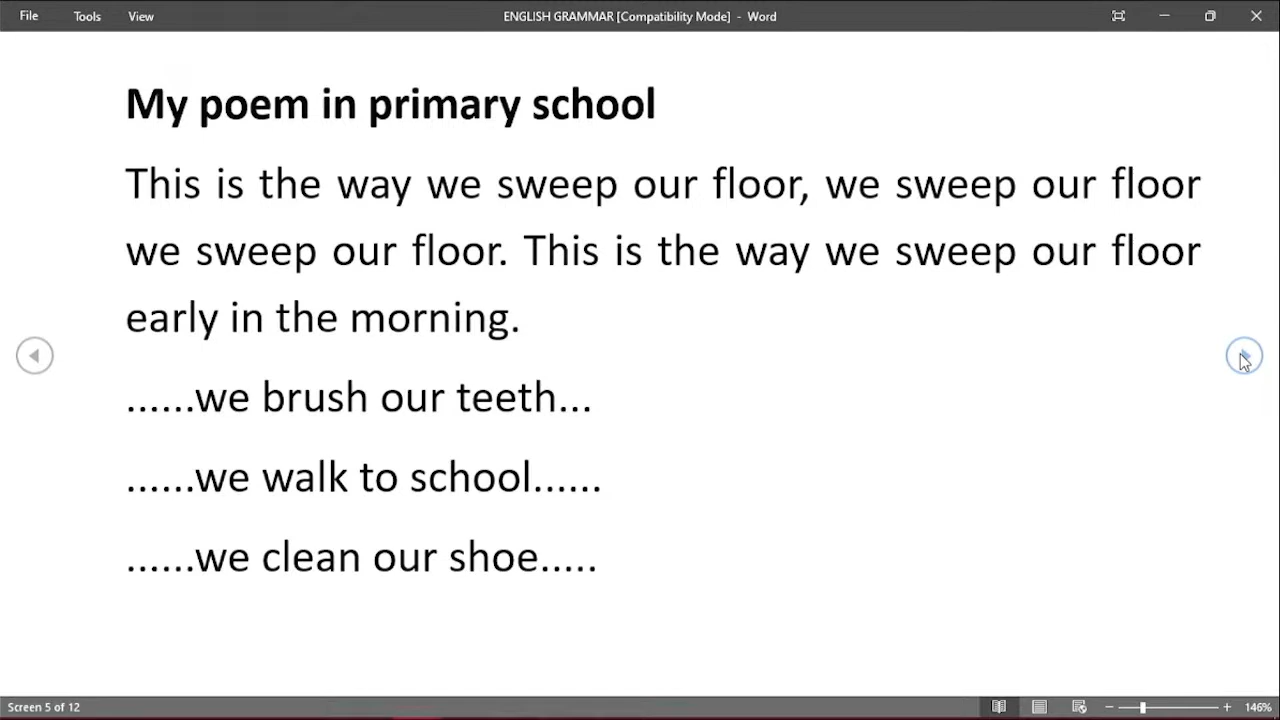 File Tools View ENGLISH GRAMMAR [Compatibility Mode] - Word
My poem in primary school
This is the way we sweep our floor, we sweep our floor
we sweep our floor. This is the way we sweep our floor
early in the morning.
......we brush our teeth...
......we walk to school......
......we clean our shoe.....
Screen 5 of 12 146%